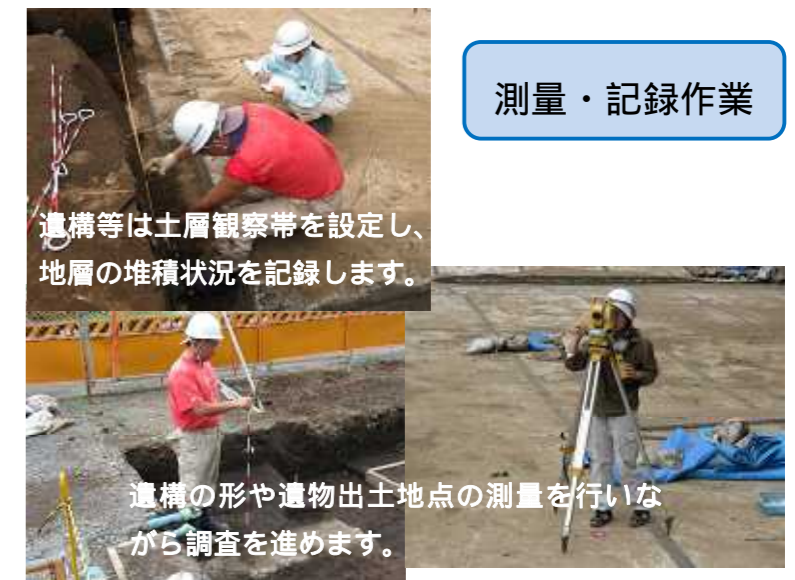 測量・記録作業
遺構等は土層観察帯を設定し、
地層の堆積状況を記録します。
遺構の形や遺物出土地点の測量を行いな
がら調査を進めます。